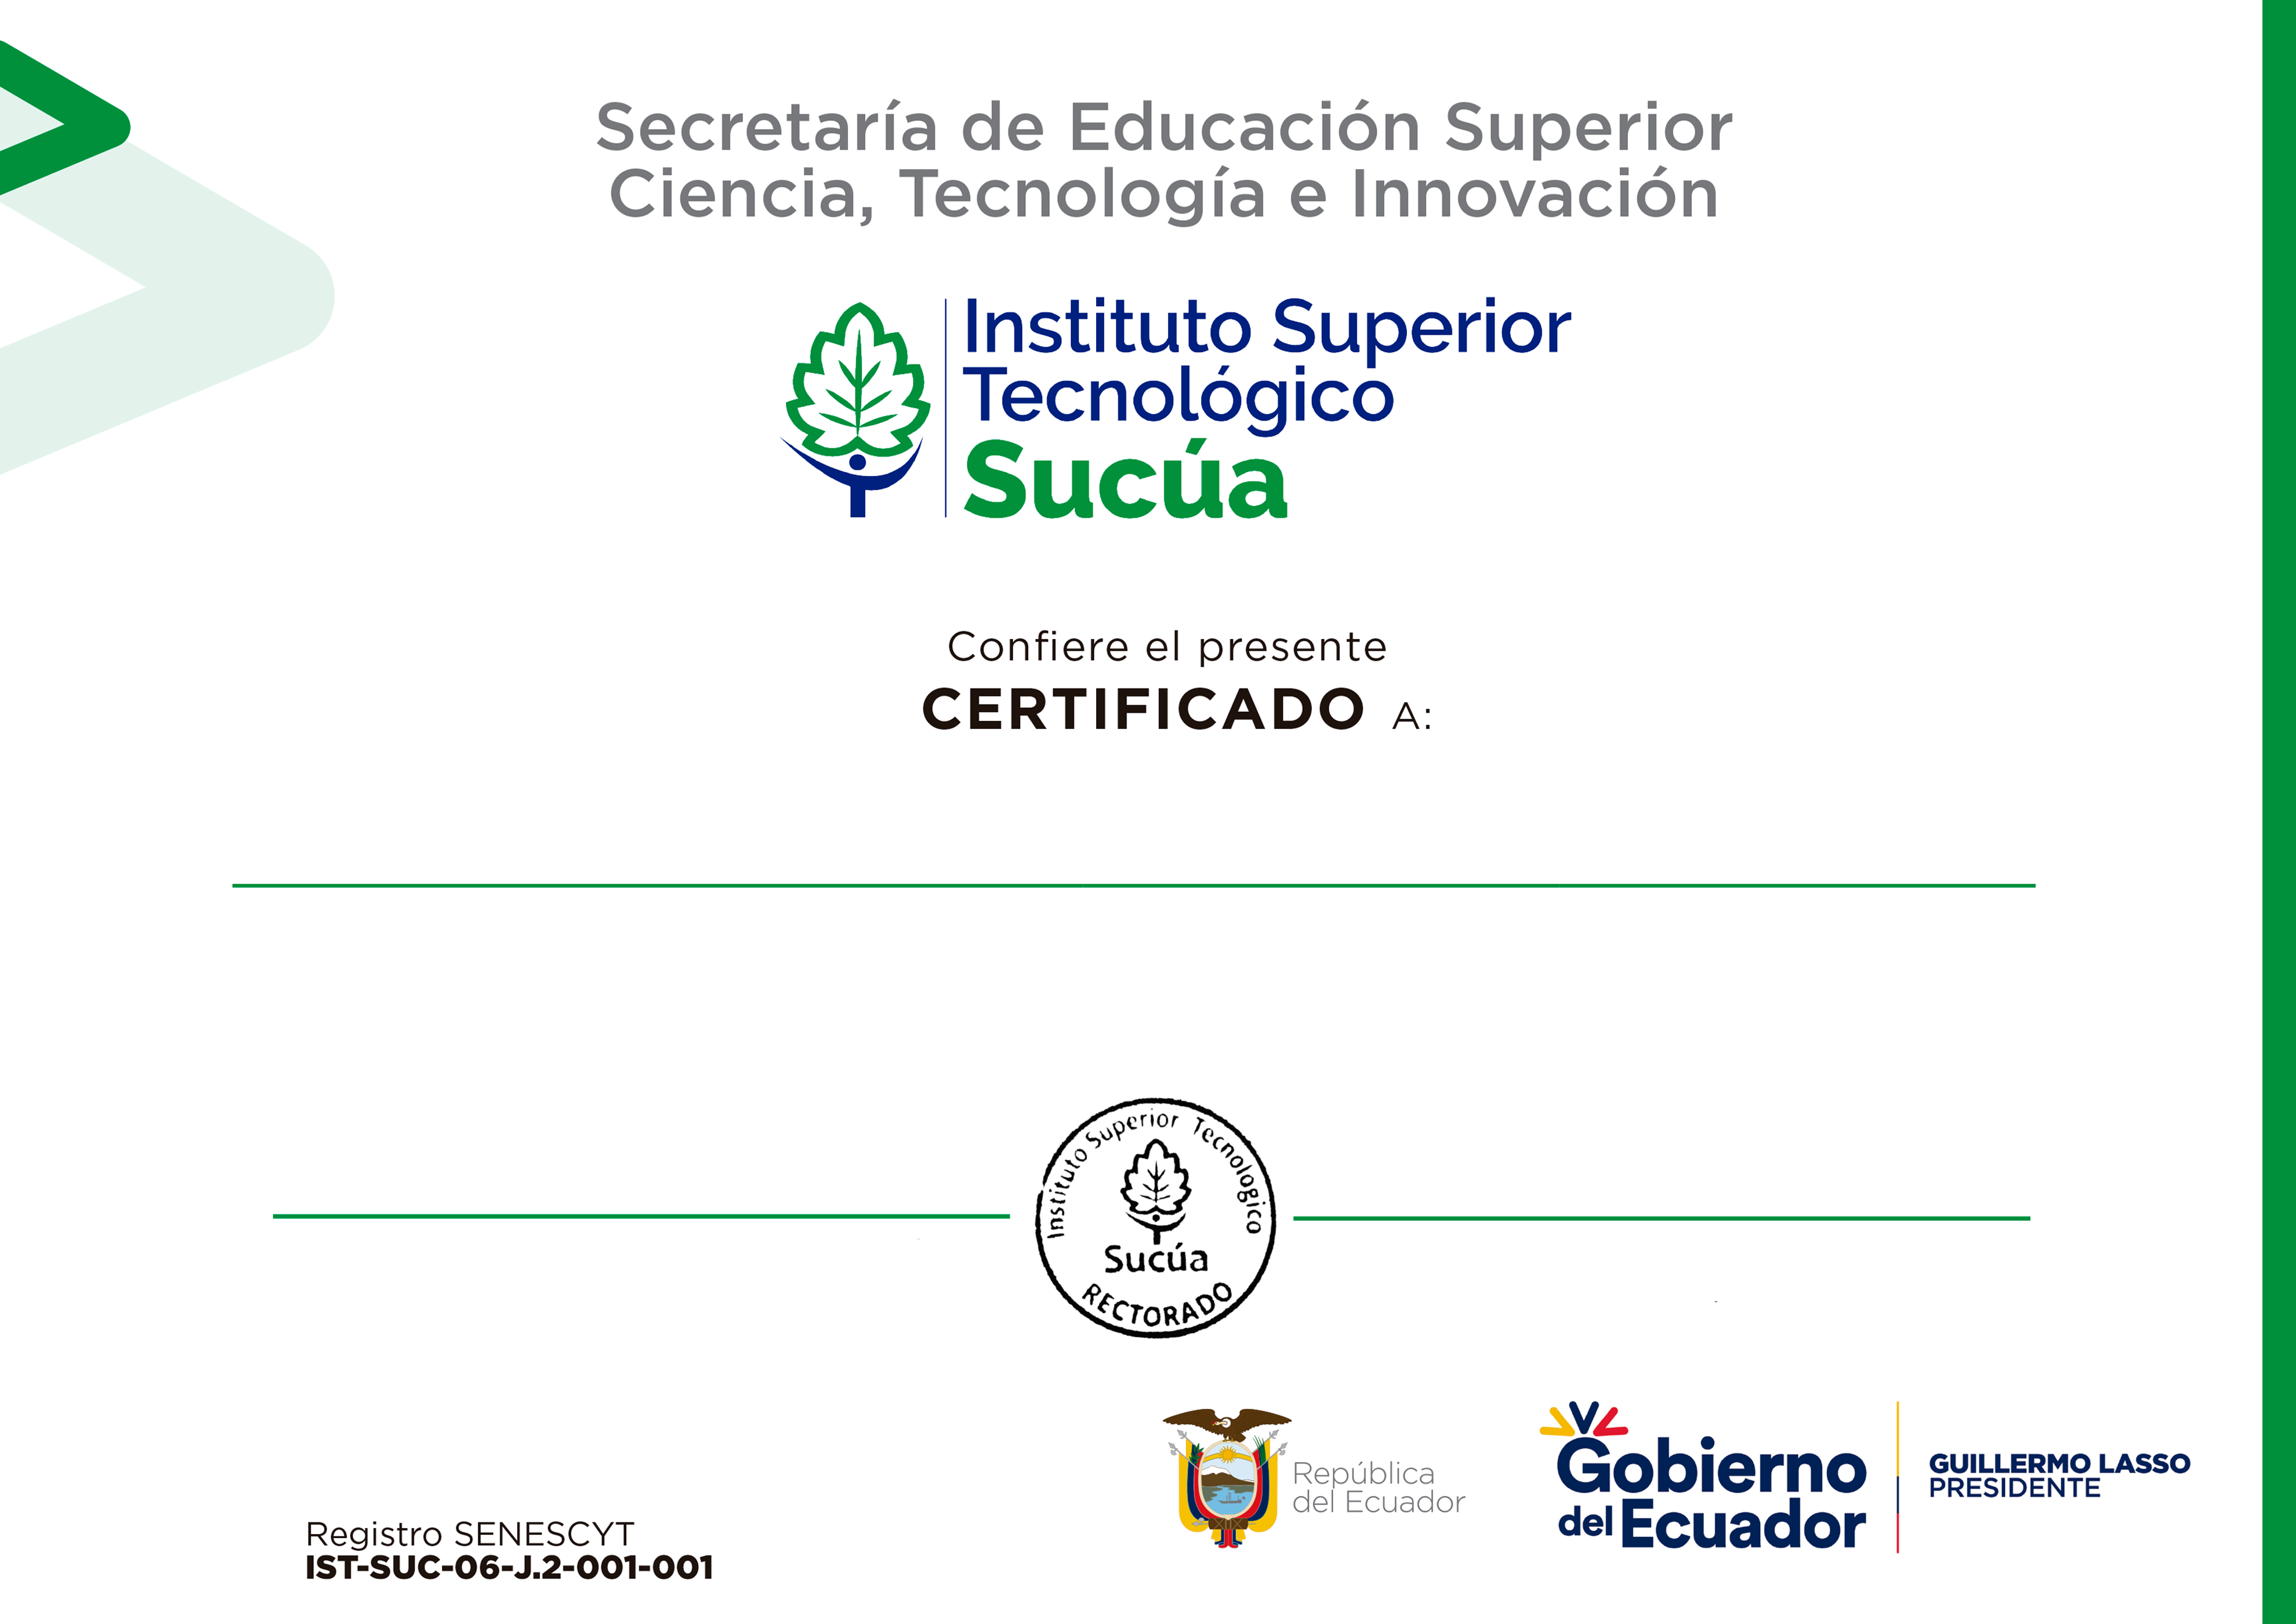 Secretaría de Educación Superior
Ciencia, Tecnología e Innovación
Instituto Superior
Tecnológico
Sucúa
Confiere el presente
CERTIFICADO A:
Instituto Superior Tecnologico
Sucúa
RECTORADO
República
del Ecuador
Gobierno
del Ecuador
GUILLERMO LASSO
PRESIDENTE
Registro SENESCYT
IST-SUC-06-J.2-001-001